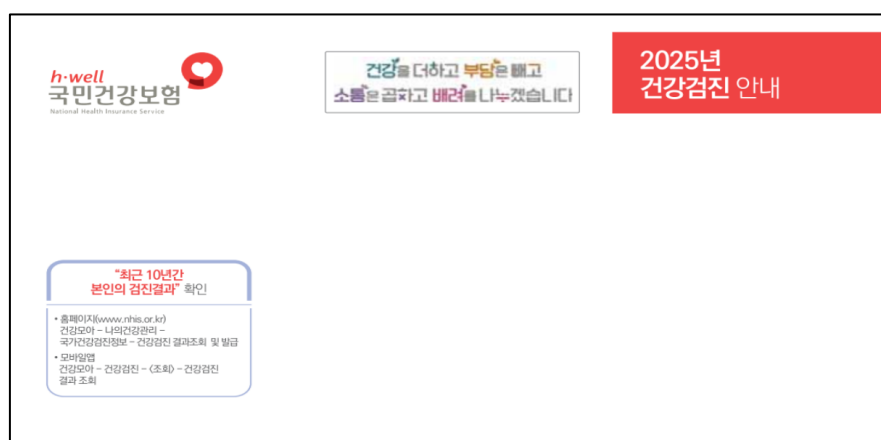 h·well
국민건강보험
National Health Insurance Service
건강을 더하고 부담은 빼고
소통은 곱하고 배려를 나누겠습니다
2025년
건강검진 안내
“최근 10년간
본인의 검진결과” 확인
• 홈페이지(www.nhis.or.kr)
건강모아 – 나의건강관리 –
국가건강검진정보 – 건강검진 결과조회 및 발급
• 모바일앱
건강모아 – 건강검진 – 〈조회〉 – 건강검진
결과 조회